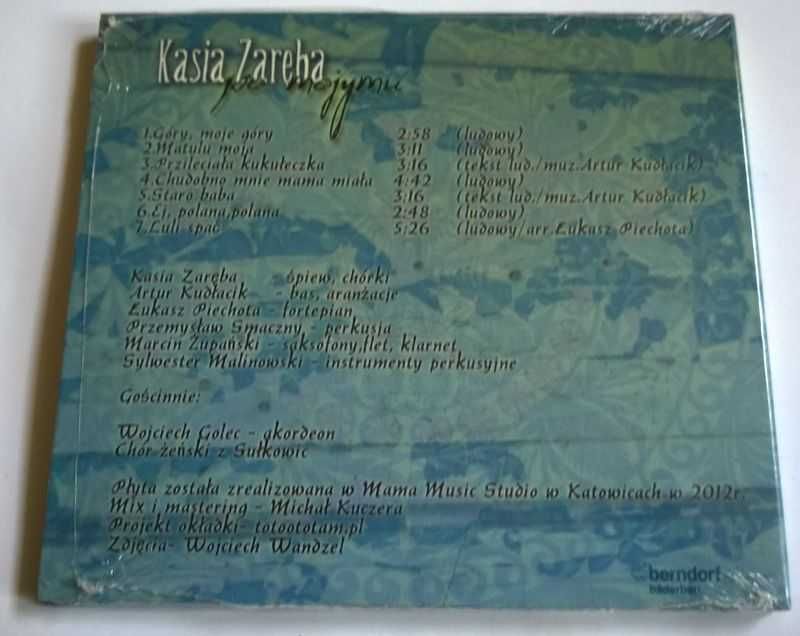 Kasia Zaręba
po mojymu
1.Góry, moje góry 2:58 (ludowy)
2.Matulu moja 3:11 (ludowy)
3.Przileciała kukułeczka 3:16 (tekst lud./muz.Artur Kudłacik)
4.Chudobno mnie mama miała 4:42 (ludowy)
5.Staro baba 3:16 (tekst lud./muz.Artur Kudłacik)
6.Ej, polana,polana 2:48 (ludowy)
7.Luli spać 5:26 (ludowy/arr.Łukasz Piechota)
Kasia Zaręba - śpiew, chórki
Artur Kudłacik - bas, aranżacje
Łukasz Piechota - fortepian
Przemysław Smaczny - perkusja
Marcin Żupański - saksofony,flet, klarnet
Sylwester Malinowski - instrumenty perkusyjne
Gościnnie:
Wojciech Golec - akordeon
Chór żeński z Sułkowic
Płyta została zrealizowana w Mama Music Studio w Katowicach w 2012r.
Mix i mastering - Michał Kuczera
Projekt okładki- totoototam.pl
Zdjęcia- Wojciech Wandzel
berndorf
bäderbau